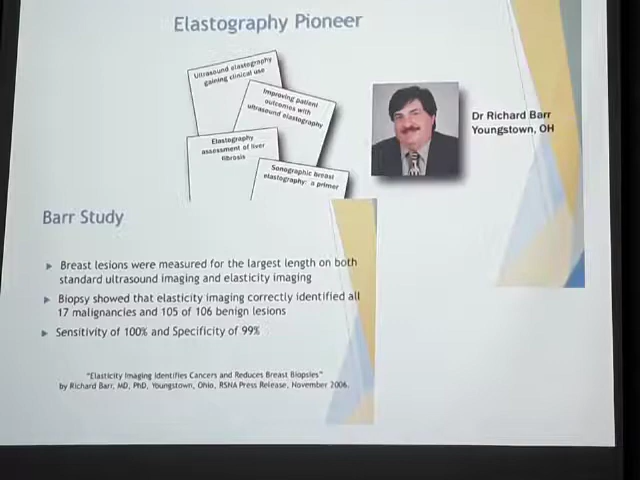 Elastography Pioneer
Ultrasound elastography
gaining clinical use
Improving patient
outcomes with
ultrasound elastography
Elastography
assessment of liver
fibrosis
Sonographic breast
elastography: a primer
Dr Richard Barr
Youngstown, OH
Barr Study
Breast lesions were measured for the largest length on both
standard ultrasound imaging and elasticity imaging
Biopsy showed that elasticity imaging correctly identified all
17 malignancies and 105 of 106 benign lesions
Sensitivity of 100% and Specificity of 99%
"Elasticity Imaging Identifies Cancers and Reduces Breast Biopsies"
by Richard Barr, MD, PhD, Youngstown, Ohio, RSNA Press Release, November 2006.